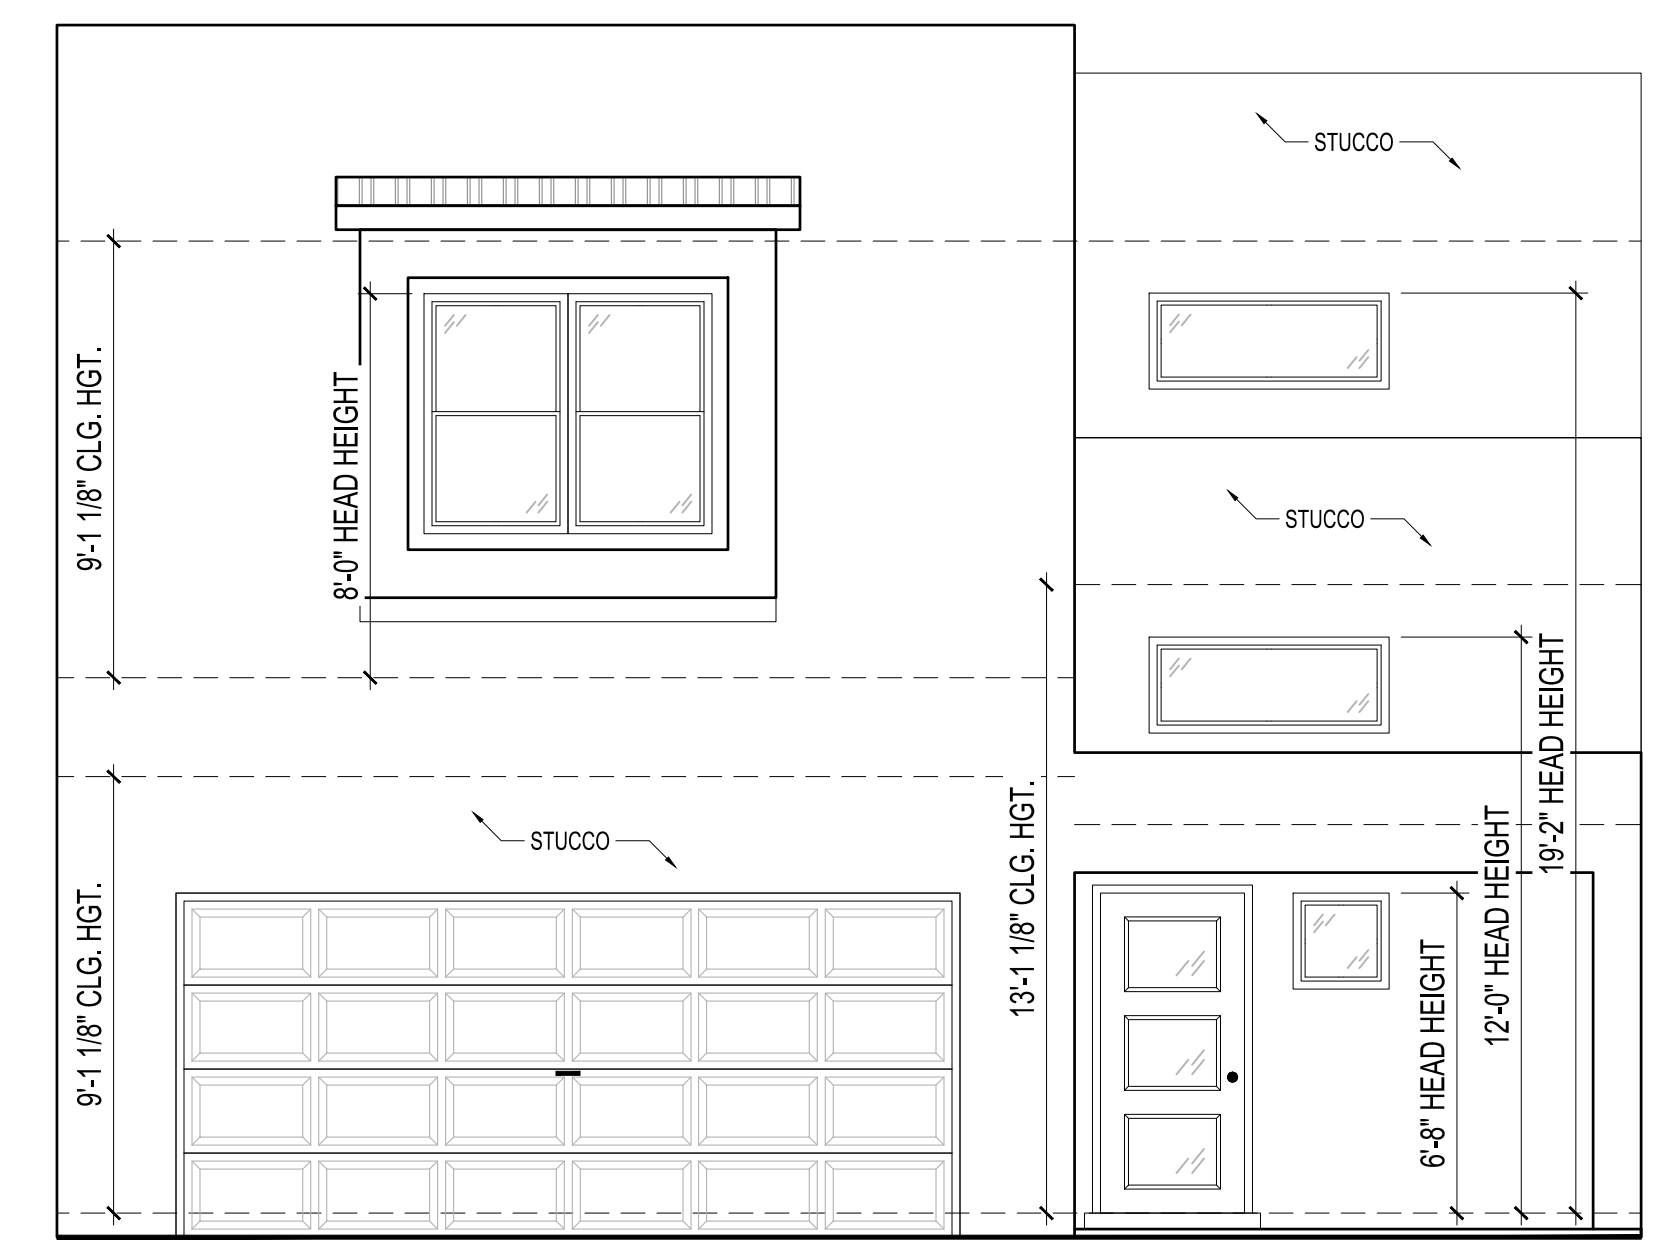 STUCCO
9'-1 1/8" CLG. HGT.
8'-0" HEAD HEIGHT
STUCCO
19'-2" HEAD HEIGHT
13'-1 1/8" CLG. HGT.
12'-0" HEAD HEIGHT
STUCCO
9'-1 1/8" CLG. HGT.
6'-8" HEAD HEIGHT